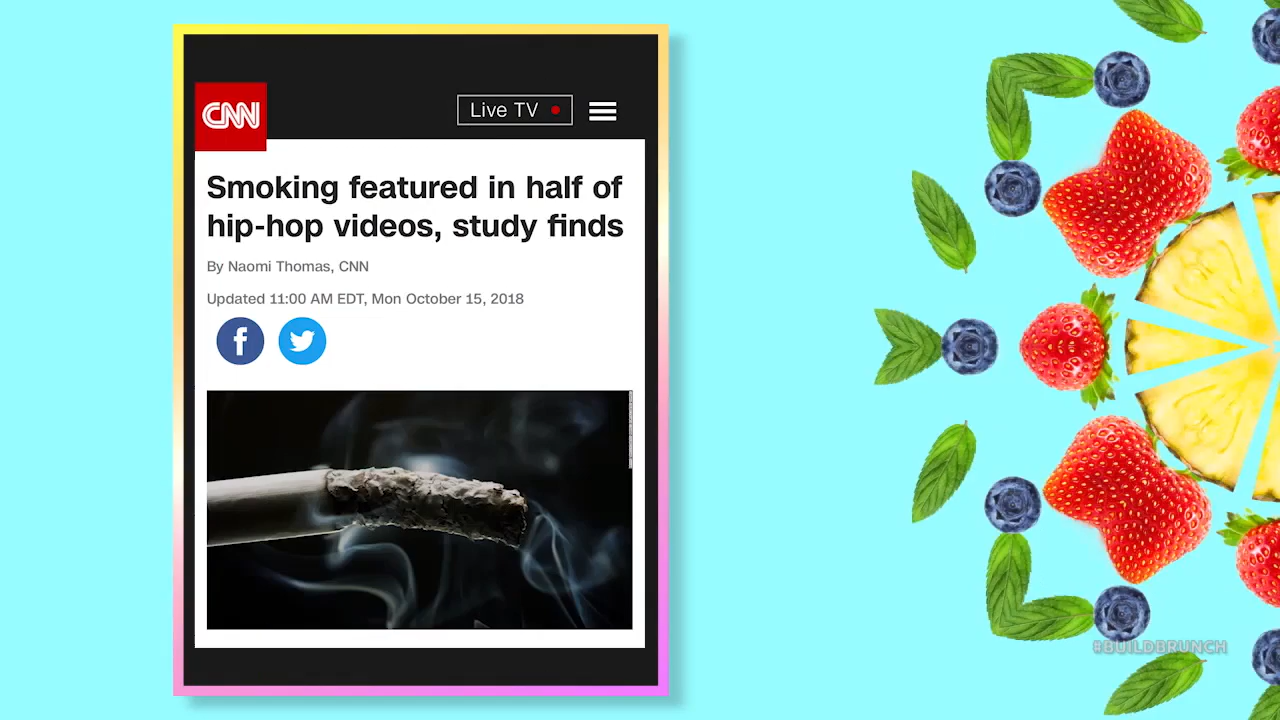 CNN
Live TV
Smoking featured in half of
hip-hop videos, study finds
By Naomi Thomas, CNN
Updated 11:00 AM EDT, Mon October 15, 2018
#BUILDBRUNCH